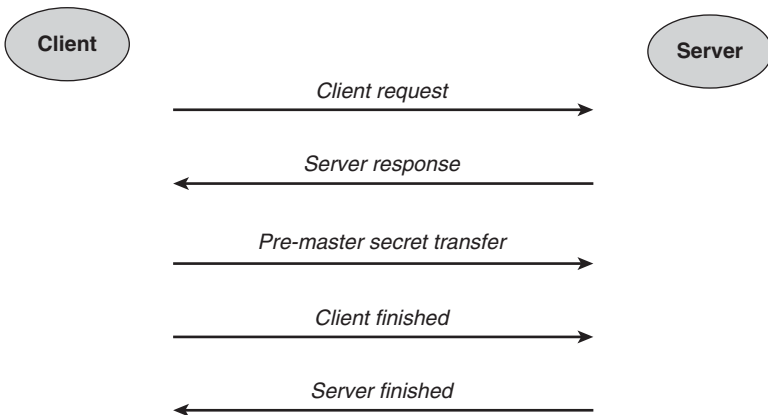 Client
Server
Client request
Server response
Pre-master secret transfer
Client finished
Server finished